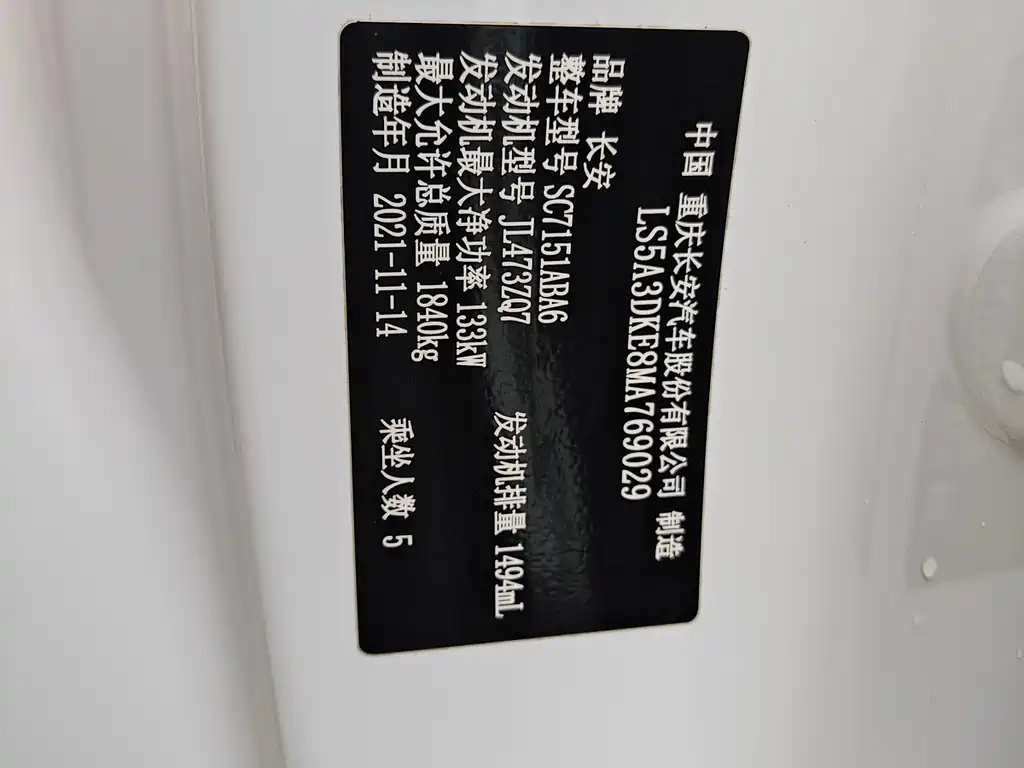 中国 重庆长安汽车股份有限公司 制造
LS5A3DKE8MA769029
品牌 长安
整车型号 SC7151ABA6
发动机型号 JL473ZQ7 发动机排量 1494mL
发动机最大净功率 133kW
最大允许总质量 1840kg
制造年月 2021-11-14 乘坐人数 5